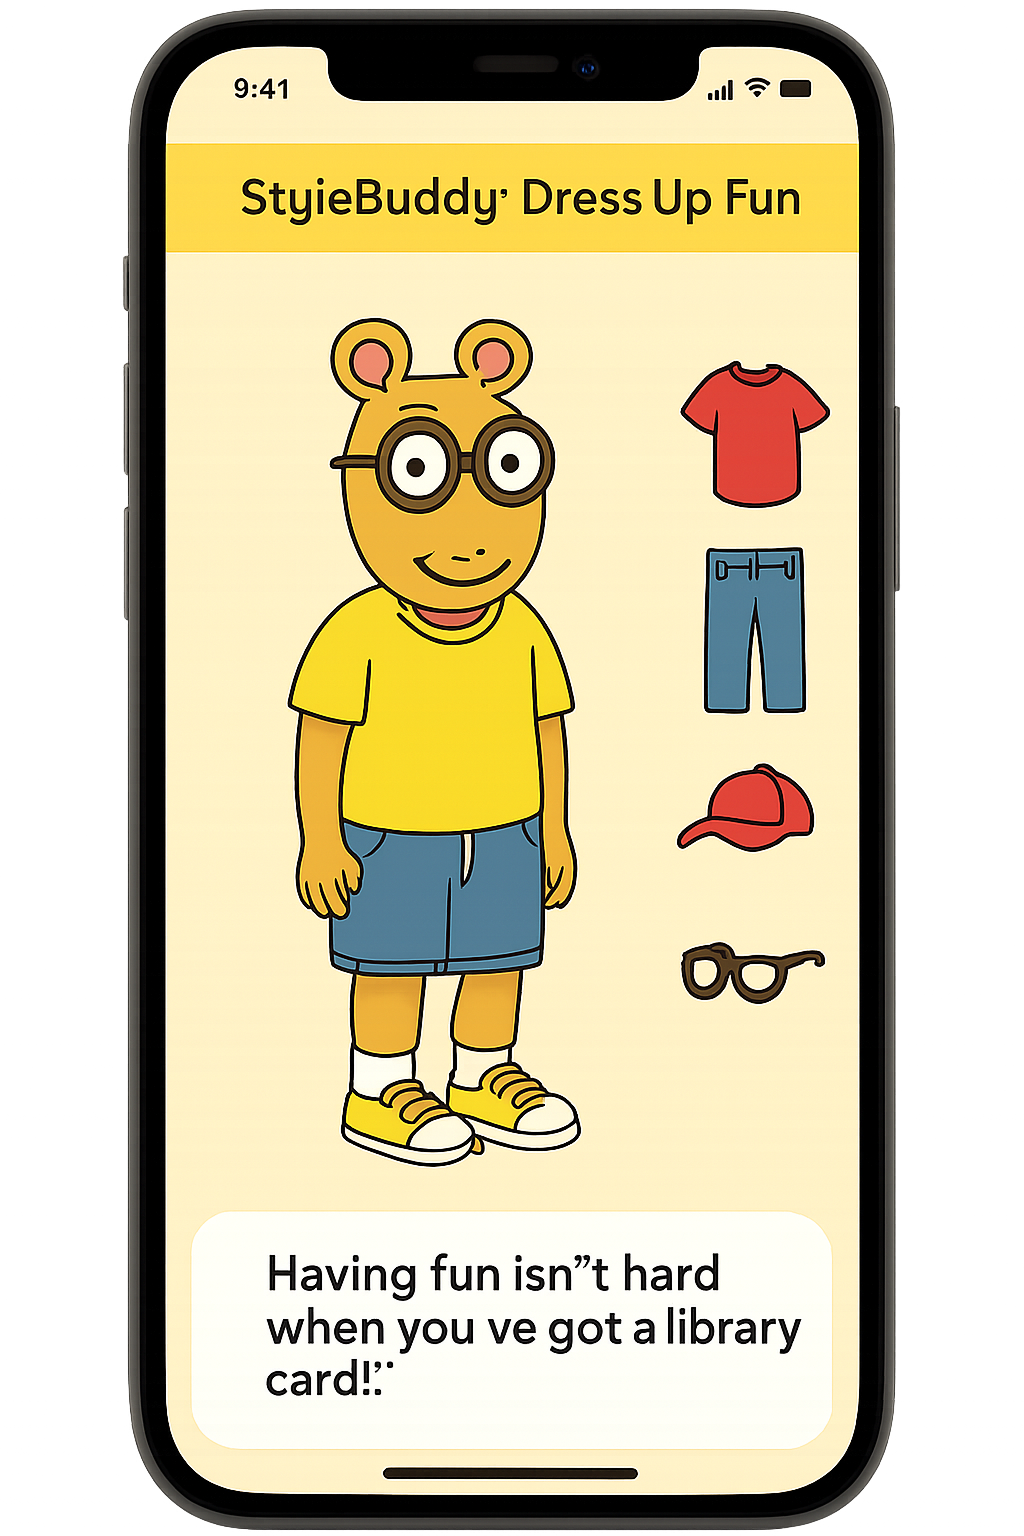 9:41
StyieBuddy’ Dress Up Fun
Having fun isn”t hard
when you ve got a library
card!.’˙